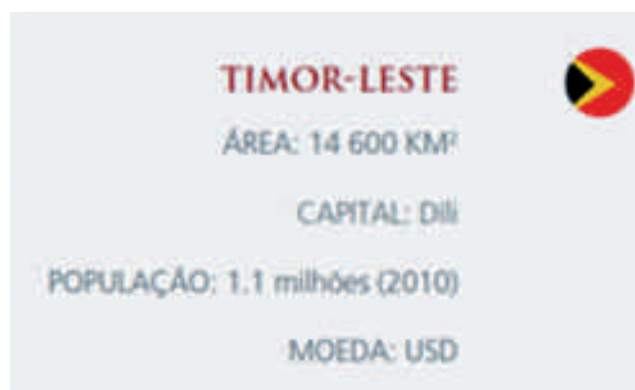 TIMOR-LESTE
ÁREA: 14 600 KM²
CAPITAL: Dili
POPULAÇÃO: 1.1 milhões (2010)
MOEDA: USD